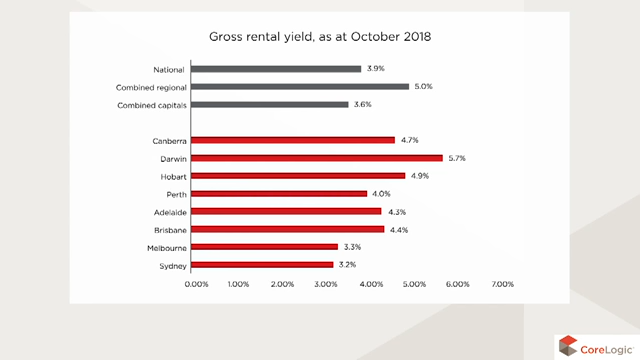 Gross rental yield, as at October 2018
National 3.9%
Combined regional 5.0%
Combined capitals 3.6%
Canberra 4.7%
Darwin 5.7%
Hobart 4.9%
Perth 4.0%
Adelaide 4.3%
Brisbane 4.4%
Melbourne 3.3%
Sydney 3.2%
0.00% 1.00% 2.00% 3.00% 4.00% 5.00% 6.00% 7.00%
CoreLogic